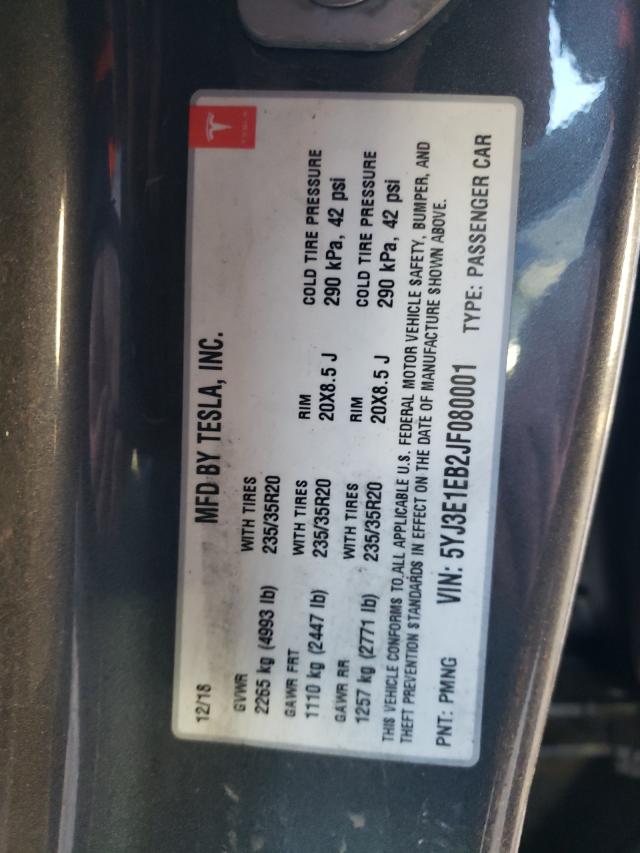 TESLA
12/18 MFD BY TESLA, INC.
GVWR WITH TIRES
2265 kg (4993 lb) 235/35R20
GAWR FRT WITH TIRES RIM COLD TIRE PRESSURE
1110 kg (2447 lb) 235/35R20 20X8.5 J 290 kPa, 42 psi
GAWR RR WITH TIRES RIM COLD TIRE PRESSURE
1257 kg (2771 lb) 235/35R20 20X8.5 J 290 kPa, 42 psi
THIS VEHICLE CONFORMS TO ALL APPLICABLE U.S. FEDERAL MOTOR VEHICLE SAFETY, BUMPER, AND
THEFT PREVENTION STANDARDS IN EFFECT ON THE DATE OF MANUFACTURE SHOWN ABOVE.
PNT: PMNG VIN: 5YJ3E1EB2JF080001 TYPE: PASSENGER CAR